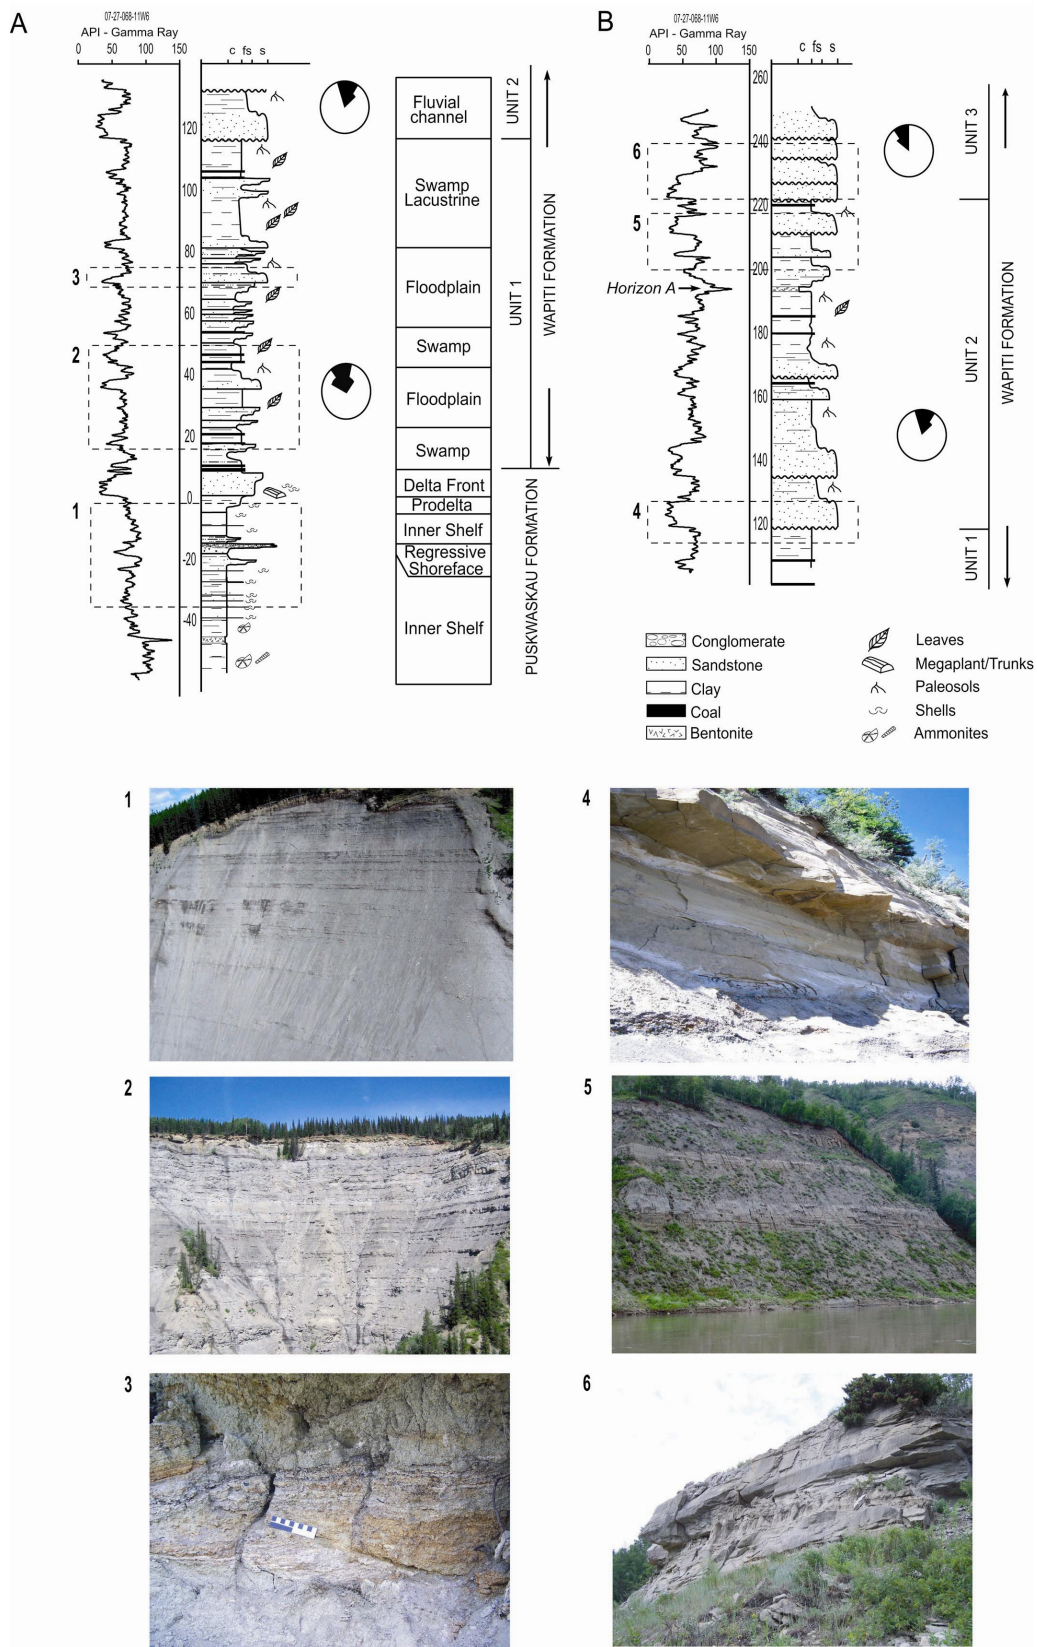 A
07-27-068-11W6
API - Gamma Ray
0 50 100 150
c fs s
120
100
80
60
40
20
0
-20
-40
3
2
1
Fluvial
channel
Swamp
Lacustrine
Floodplain
Swamp
Floodplain
Swamp
Delta Front
Prodelta
Inner Shelf
Regressive
Shoreface
Inner Shelf
UNIT 2
UNIT 1
WAPITI FORMATION
PUSKWASKAU FORMATION
B
07-27-068-11W6
API - Gamma Ray
0 50 100 150
c fs s
260
240
220
200
180
160
140
120
6
5
Horizon A
4
UNIT 3
UNIT 2
UNIT 1
WAPITI FORMATION
Conglomerate
Sandstone
Clay
Coal
Bentonite
Leaves
Megaplant/Trunks
Paleosols
Shells
Ammonites
1
4
2
5
3
6